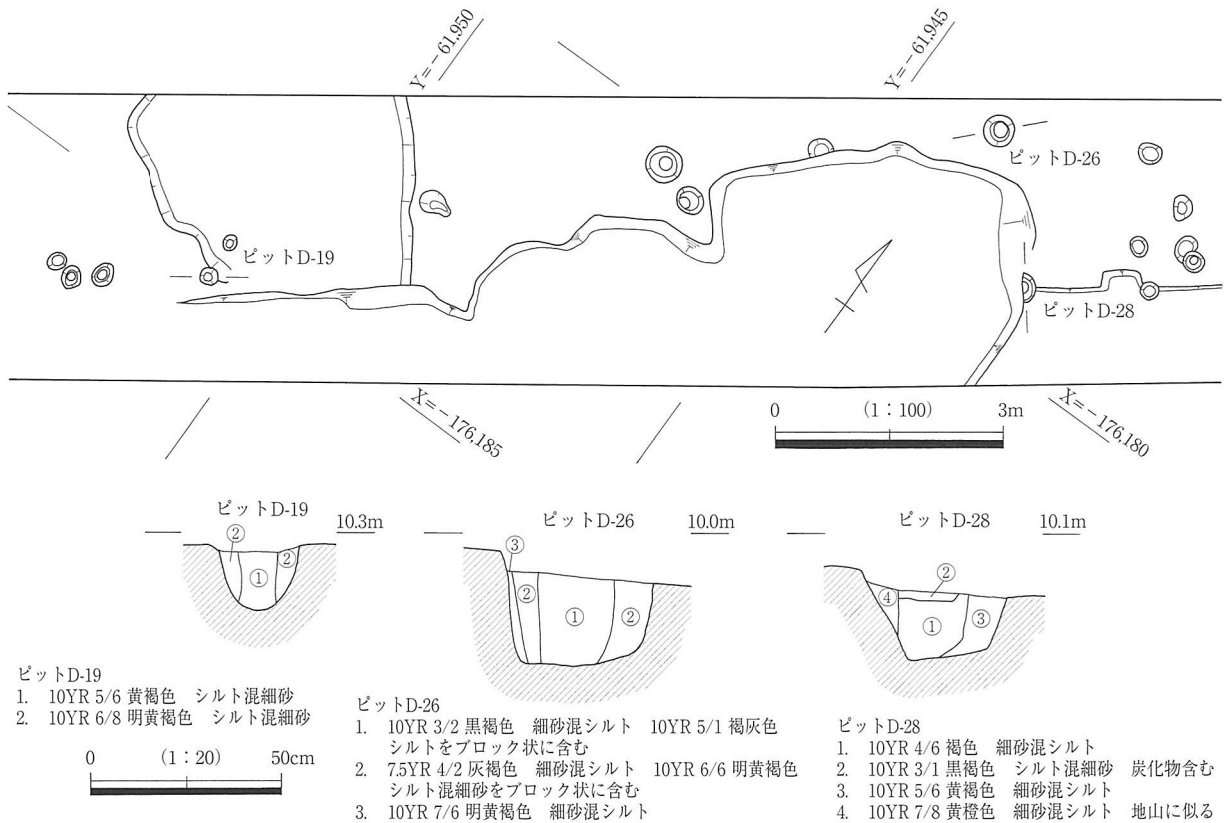 Y=-61,950
Y=-61,945
ピットD-26
ピットD-19
ピットD-28
X=-176,185
X=-176,180
0 (1:100) 3m
ピットD-19
② 10.3m
②
①
ピットD-26 10.0m
③
② ① ②
ピットD-28 10.1m
②
④ ① ③
ピットD-19
1. 10YR 5/6 黄褐色 シルト混細砂
2. 10YR 6/8 明黄褐色 シルト混細砂
0 (1:20) 50cm
ピットD-26
1. 10YR 3/2 黒褐色 細砂混シルト 10YR 5/1 褐灰色
シルトをブロック状に含む
2. 7.5YR 4/2 灰褐色 細砂混シルト 10YR 6/6 明黄褐色
シルト混細砂をブロック状に含む
3. 10YR 7/6 明黄褐色 細砂混シルト
ピットD-28
1. 10YR 4/6 褐色 細砂混シルト
2. 10YR 3/1 黒褐色 シルト混細砂 炭化物含む
3. 10YR 5/6 黄褐色 細砂混シルト
4. 10YR 7/8 黄橙色 細砂混シルト 地山に似る